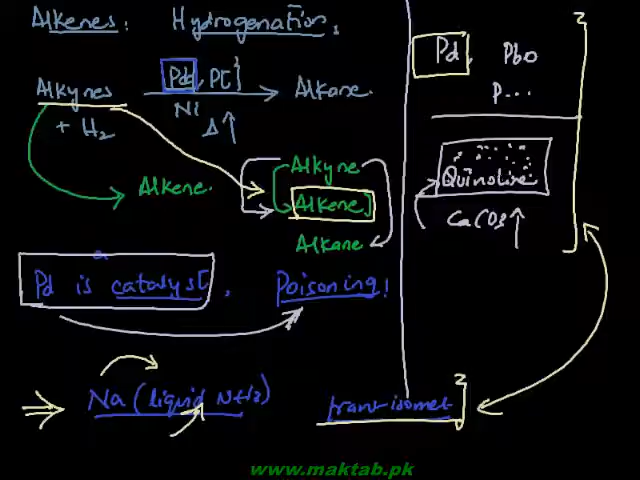 Alkenes: Hydrogenation.
Alkynes Pd, Pt Alkane.
+ H2 Ni Δ↑
Alkene.
Alkyne
Alkene
Alkane
Pd is catalyst. Poisoning!
Na (liquid NH3) trans-isomer
Pd, PbO
P...
Quinoline
CaCO3 ↑
www.maktab.pk